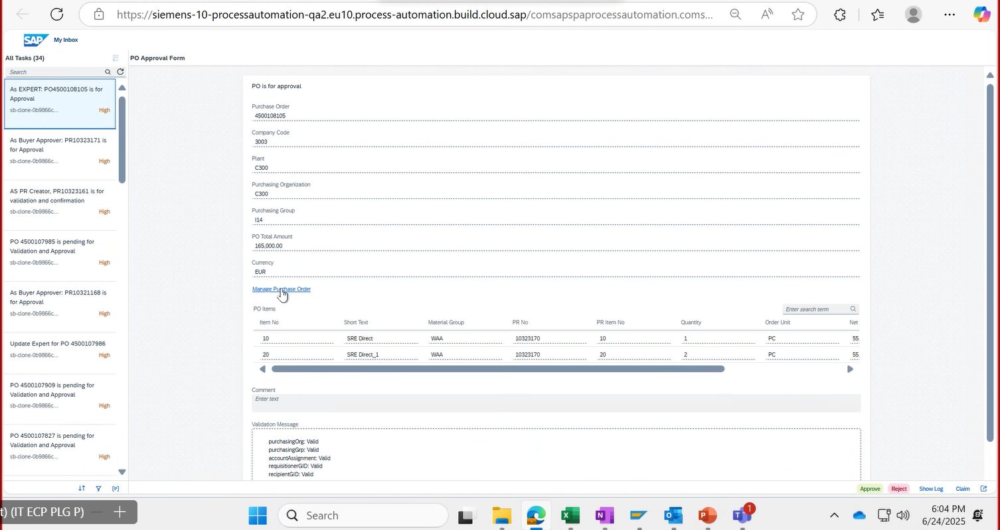 https://siemens-10-processautomation-qa2.eu10.process-automation.build.cloud.sap/comsapspaprocessautomation.coms...
SAP My Inbox
All Tasks (34)
Search
As EXPERT: PO4500108105 is for
Approval
sb-clone-0b9866c... High
As Buyer Approver: PR10323171 is
for Approval
sb-clone-0b9866c... High
AS PR Creator, PR10323161 is for
validation and confirmation
sb-clone-0b9866c... High
PO 4500107985 is pending for
Validation and Approval
sb-clone-0b9866c... High
As Buyer Approver: PR10321168 is
for Approval
sb-clone-0b9866c... High
Update Expert for PO 4500107986
sb-clone-0b9866c... High
PO 4500107909 is pending for
Validation and Approval
sb-clone-0b9866c... High
PO 4500107827 is pending for
Validation and Approval
sb-clone-0b9866c... High
PO Approval Form
PO is for approval
Purchase Order
4500108105
Company Code
3003
Plant
C300
Purchasing Organization
C300
Purchasing Group
I14
PO Total Amount
165,000.00
Currency
EUR
Manage Purchase Order
PO Items Enter search term
Item No Short Text Material Group PR No PR Item No Quantity Order Unit Net
10 SRE Direct WAA 10323170 10 1 PC 55,
20 SRE Direct_1 WAA 10323170 20 2 PC 55,
Comment
Enter text
Validation Message
purchasingOrg: Valid
purchasingGrp: Valid
accountAssignment: Valid
requisitionerGID: Valid
recipientGID: Valid
Approve Reject Show Log Claim
t) (IT ECP PLG P)
Search
1
6:04 PM
6/24/2025